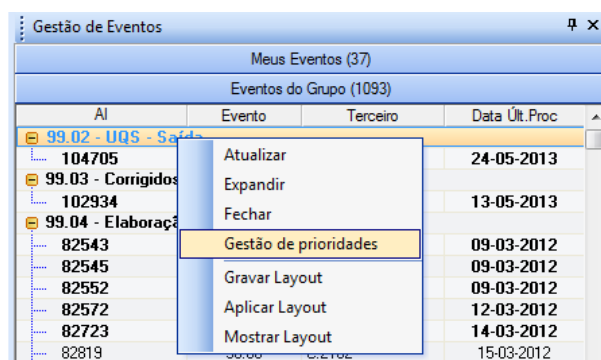 Gestão de Eventos
Meus Eventos (37)
Eventos do Grupo (1093)
AI Evento Terceiro Data Últ.Proc
99.02 - UQS - Saída
104705 24-05-2013
99.03 - Corrigidos
102934 13-05-2013
99.04 - Elaboraçã
82543 09-03-2012
82545 09-03-2012
82552 09-03-2012
82572 12-03-2012
82723 14-03-2012
82819 15-03-2012
Atualizar
Expandir
Fechar
Gestão de prioridades
Gravar Layout
Aplicar Layout
Mostrar Layout